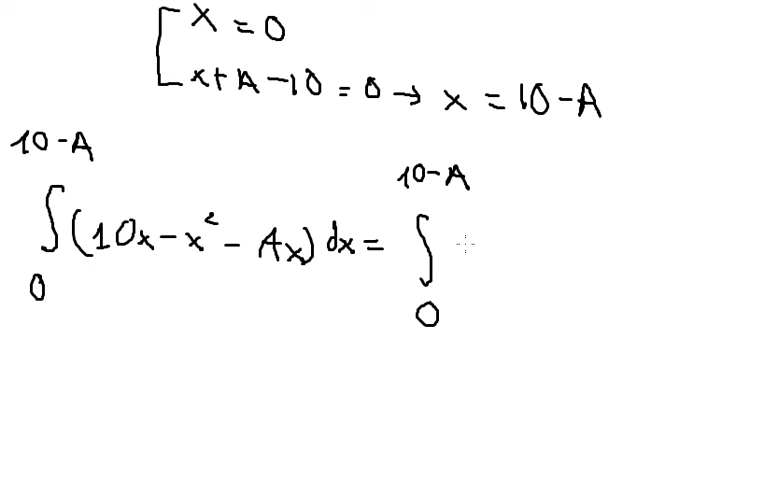 x = 0
x + A - 10 = 0 → x = 10 - A
10 - A
∫ (10x - x² - Ax) dx =
0
10 - A
∫
0